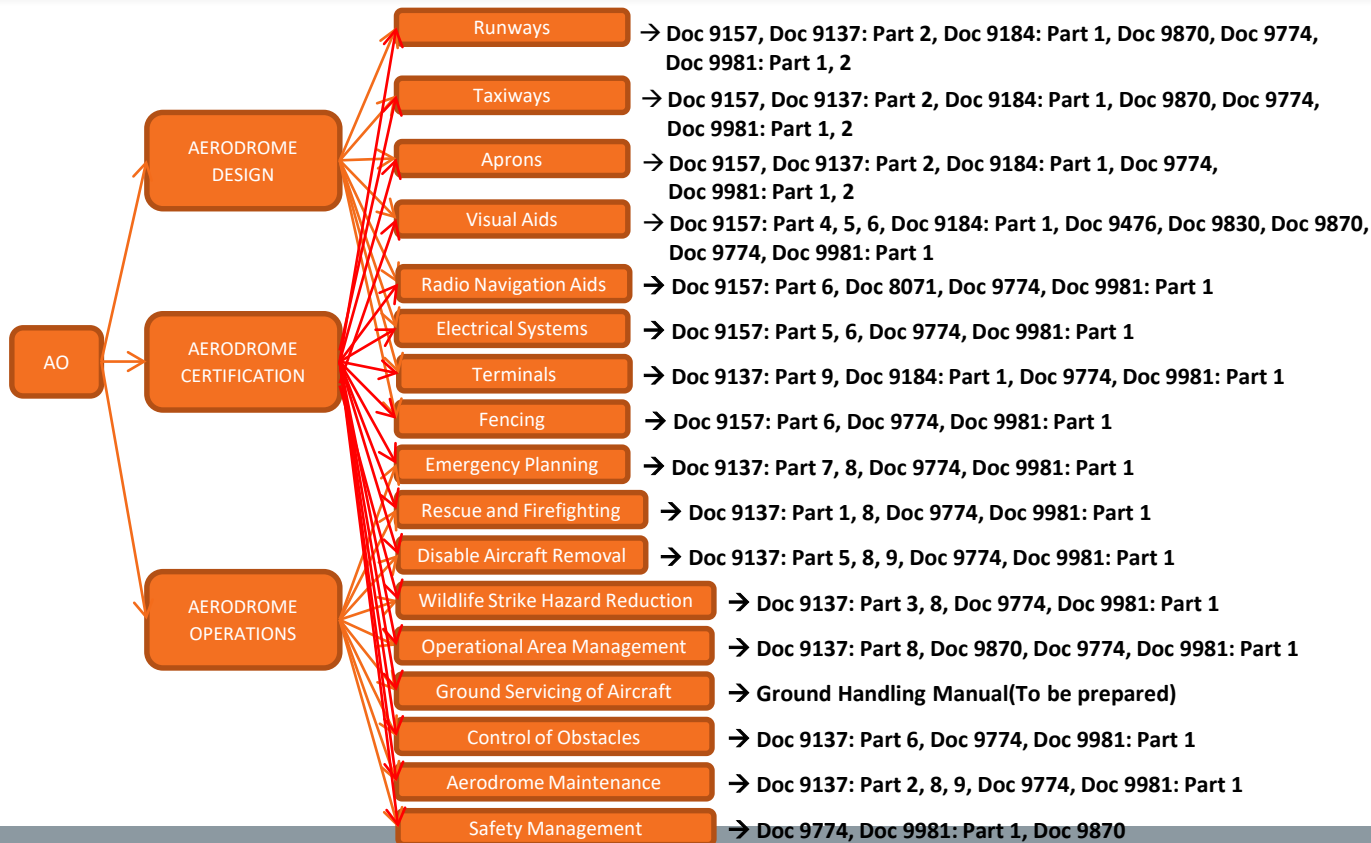 Runways
→ Doc 9157, Doc 9137: Part 2, Doc 9184: Part 1, Doc 9870, Doc 9774,
Doc 9981: Part 1, 2
Taxiways
→ Doc 9157, Doc 9137: Part 2, Doc 9184: Part 1, Doc 9870, Doc 9774,
Doc 9981: Part 1, 2
AERODROME
DESIGN
Aprons
→ Doc 9157, Doc 9137: Part 2, Doc 9184: Part 1, Doc 9774,
Doc 9981: Part 1, 2
Visual Aids
→ Doc 9157: Part 4, 5, 6, Doc 9184: Part 1, Doc 9476, Doc 9830, Doc 9870,
Doc 9774, Doc 9981: Part 1
Radio Navigation Aids
→ Doc 9157: Part 6, Doc 8071, Doc 9774, Doc 9981: Part 1
Electrical Systems
→ Doc 9157: Part 5, 6, Doc 9774, Doc 9981: Part 1
AO
AERODROME
CERTIFICATION
Terminals
→ Doc 9137: Part 9, Doc 9184: Part 1, Doc 9774, Doc 9981: Part 1
Fencing
→ Doc 9157: Part 6, Doc 9774, Doc 9981: Part 1
Emergency Planning
→ Doc 9137: Part 7, 8, Doc 9774, Doc 9981: Part 1
Rescue and Firefighting
→ Doc 9137: Part 1, 8, Doc 9774, Doc 9981: Part 1
Disable Aircraft Removal
→ Doc 9137: Part 5, 8, 9, Doc 9774, Doc 9981: Part 1
AERODROME
OPERATIONS
Wildlife Strike Hazard Reduction
→ Doc 9137: Part 3, 8, Doc 9774, Doc 9981: Part 1
Operational Area Management
→ Doc 9137: Part 8, Doc 9870, Doc 9774, Doc 9981: Part 1
Ground Servicing of Aircraft
→ Ground Handling Manual(To be prepared)
Control of Obstacles
→ Doc 9137: Part 6, Doc 9774, Doc 9981: Part 1
Aerodrome Maintenance
→ Doc 9137: Part 2, 8, 9, Doc 9774, Doc 9981: Part 1
Safety Management
→ Doc 9774, Doc 9981: Part 1, Doc 9870